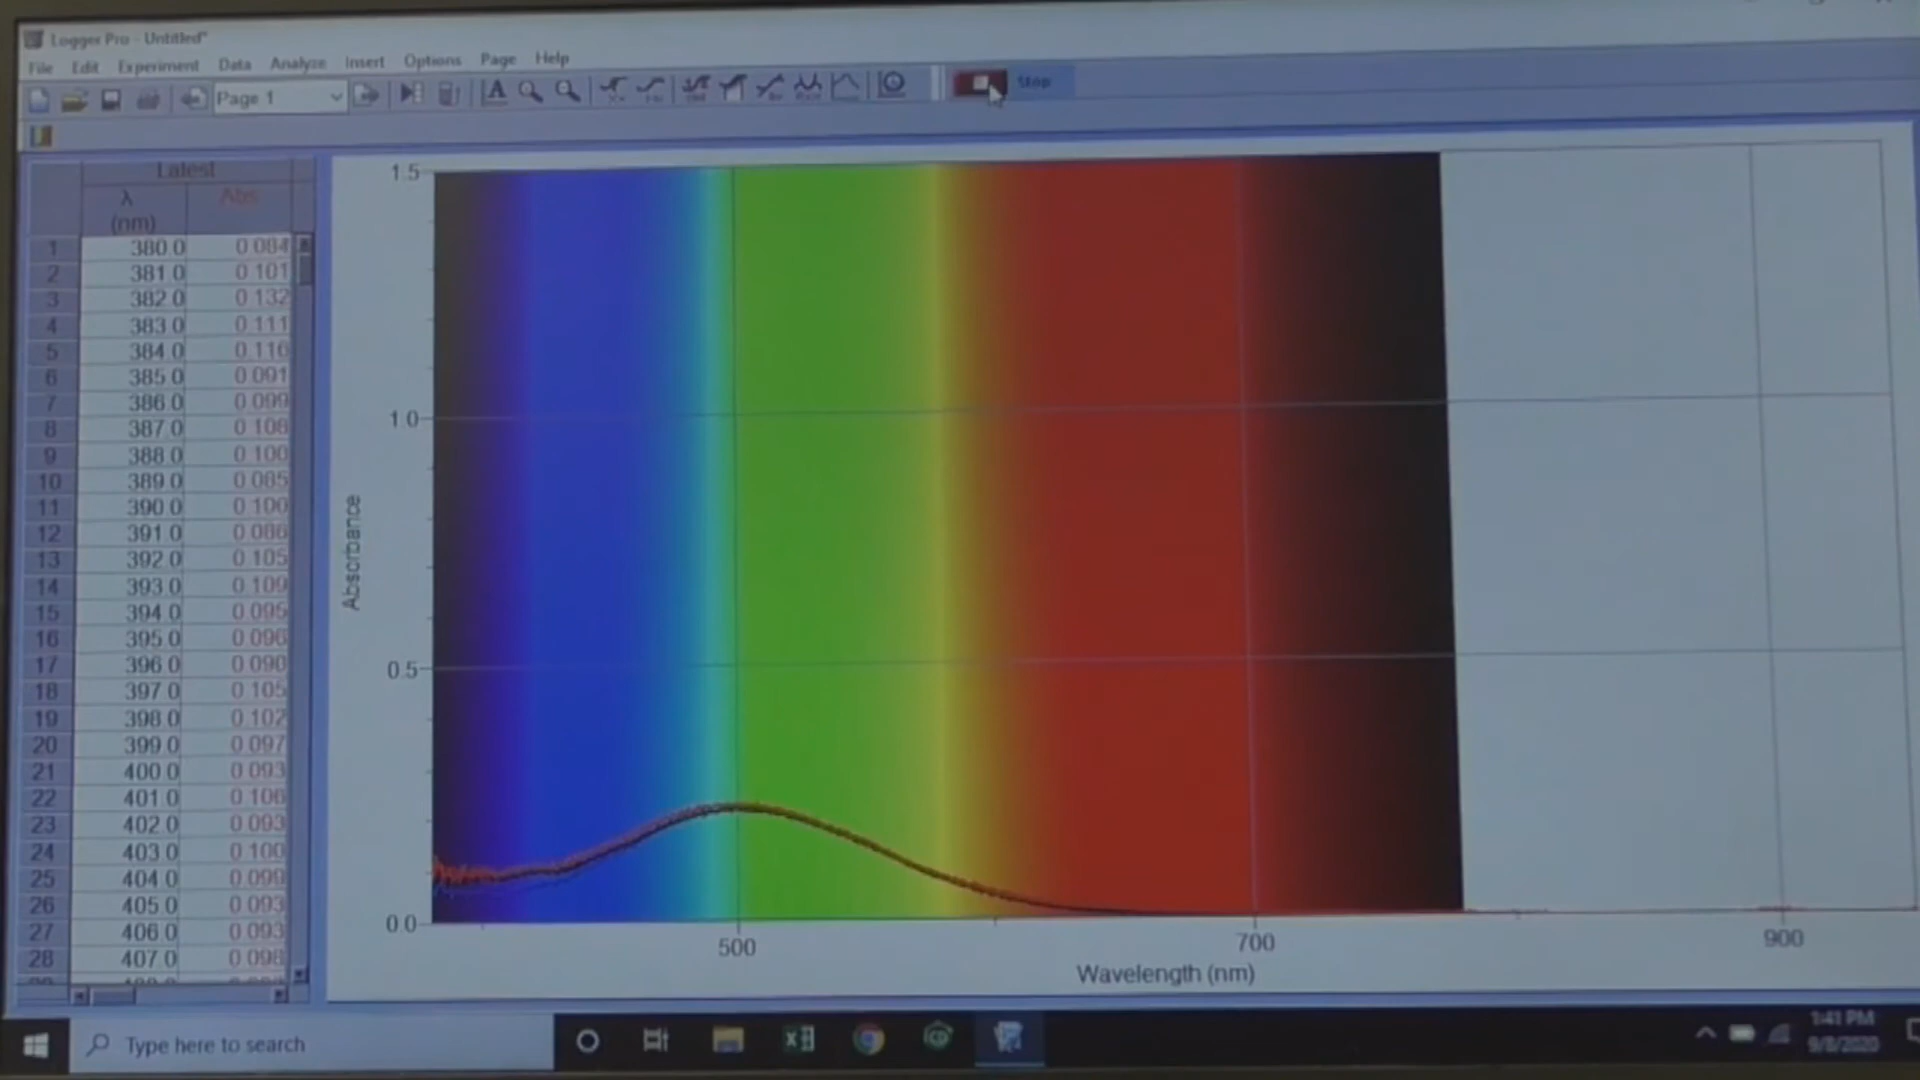 Logger Pro - Untitled*
File Edit Experiment Data Analyze Insert Options Page Help
Page 1
Stop
Latest
λ Abs
(nm)
1 380.0 0.084
2 381.0 0.101
3 382.0 0.132
4 383.0 0.111
5 384.0 0.116
6 385.0 0.091
7 386.0 0.099
8 387.0 0.106
9 388.0 0.100
10 389.0 0.085
11 390.0 0.100
12 391.0 0.086
13 392.0 0.105
14 393.0 0.109
15 394.0 0.095
16 395.0 0.096
17 396.0 0.090
18 397.0 0.105
19 398.0 0.102
20 399.0 0.097
21 400.0 0.093
22 401.0 0.106
23 402.0 0.093
24 403.0 0.100
25 404.0 0.099
26 405.0 0.093
27 406.0 0.093
28 407.0 0.098
1.5
1.0
0.5
0.0
Absorbance
500 700 900
Wavelength (nm)
Type here to search
1:41 PM
9/8/2020